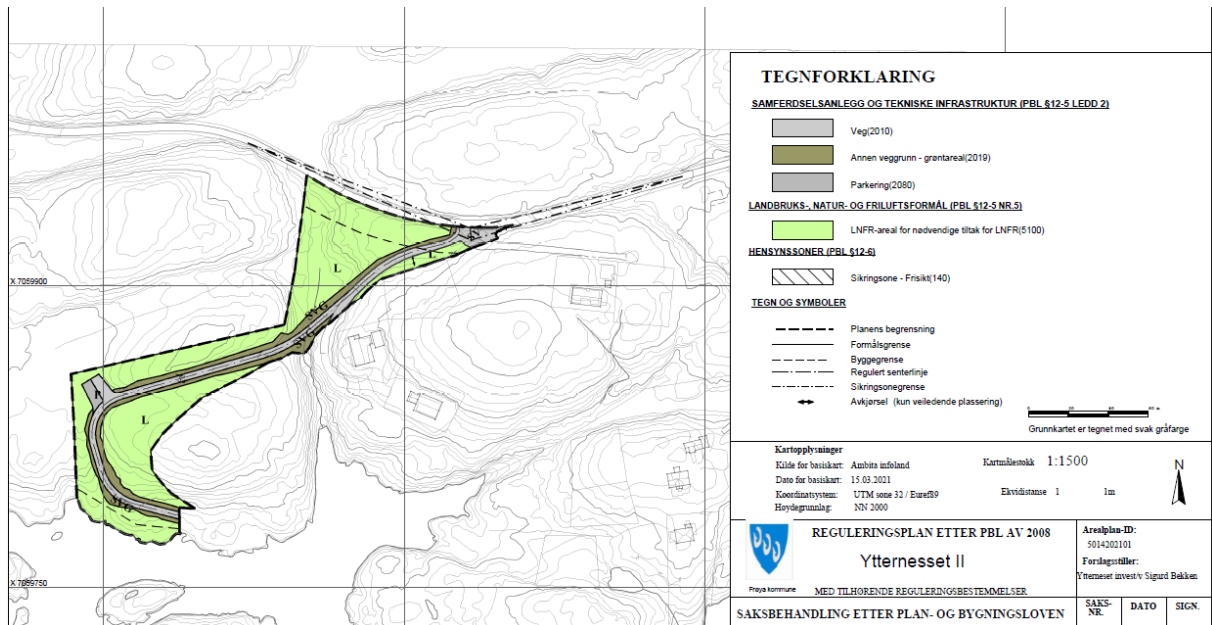 TEGNFORKLARING
SAMFERDSELSANLEGG OG TEKNISKE INFRASTRUKTUR (PBL §12-5 LEDD 2)
Veg(2010)
Annen veggrunn - grøntareal(2019)
Parkering(2080)
LANDBRUKS-, NATUR- OG FRILUFTSFORMÅL (PBL §12-5 NR.5)
LNFR-areal for nødvendige tiltak for LNFR(5100)
HENSYNSSONER (PBL §12-6)
Sikringsone - Frisikt(140)
TEGN OG SYMBOLER
Planens begrensning
Formålsgrense
Byggegrense
Regulert senterlinje
Sikringsonegrense
Avkjørsel (kun veiledende plassering)
Grunnkartet er tegnet med svak gråfarge
Kartopplysninger
Kilde for basiskart: Ambita infoland
Dato for basiskart: 15.03.2021
Koordinatsystem: UTM sone 32 / Euref89
Høydegrunnlag: NN 2000
Kartmålestokk 1:1500
Ekvidistanse 1 1m
N
REGULERINGSPLAN ETTER PBL AV 2008
Ytternesset II
MED TILHØRENDE REGULERINGSBESTEMMELSER
Frøya kommune
Arealplan-ID:
5014202101
Forslagsstiller:
Ytterneset invest/v Sigurd Bekken
SAKSBEHANDLING ETTER PLAN- OG BYGNINGSLOVEN
SAKS-
NR.
DATO
SIGN.
X 7059900
X 7059750
L
L
L
P
SVG
SVG
SVG